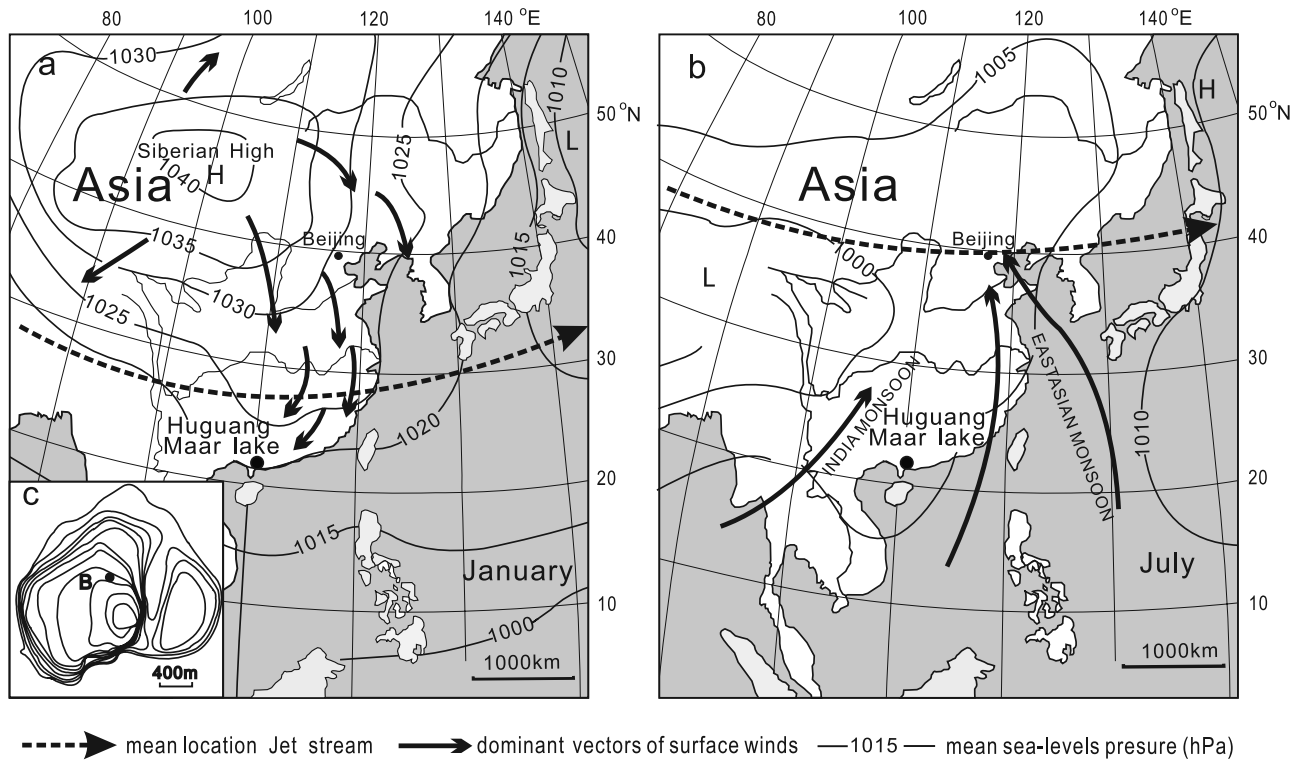 80 100 120 140 °E
a
1030
1010
L
50 °N
1025
Siberian High
H
1040
Asia
1035
Beijing
40
1015
1025
1030
30
Huguang
Maar lake
1020
20
1015
January
10
1000
1000km
C
B
400m
80 100 120 140 °E
b
1005
H
50 °N
Asia
Beijing
40
1000
L
30
EASTASIAN MONSOON
INDIA MONSOON
Huguang
Maar lake
1010
20
July
10
1000km
mean location Jet stream
dominant vectors of surface winds
1015
mean sea-levels presure (hPa)